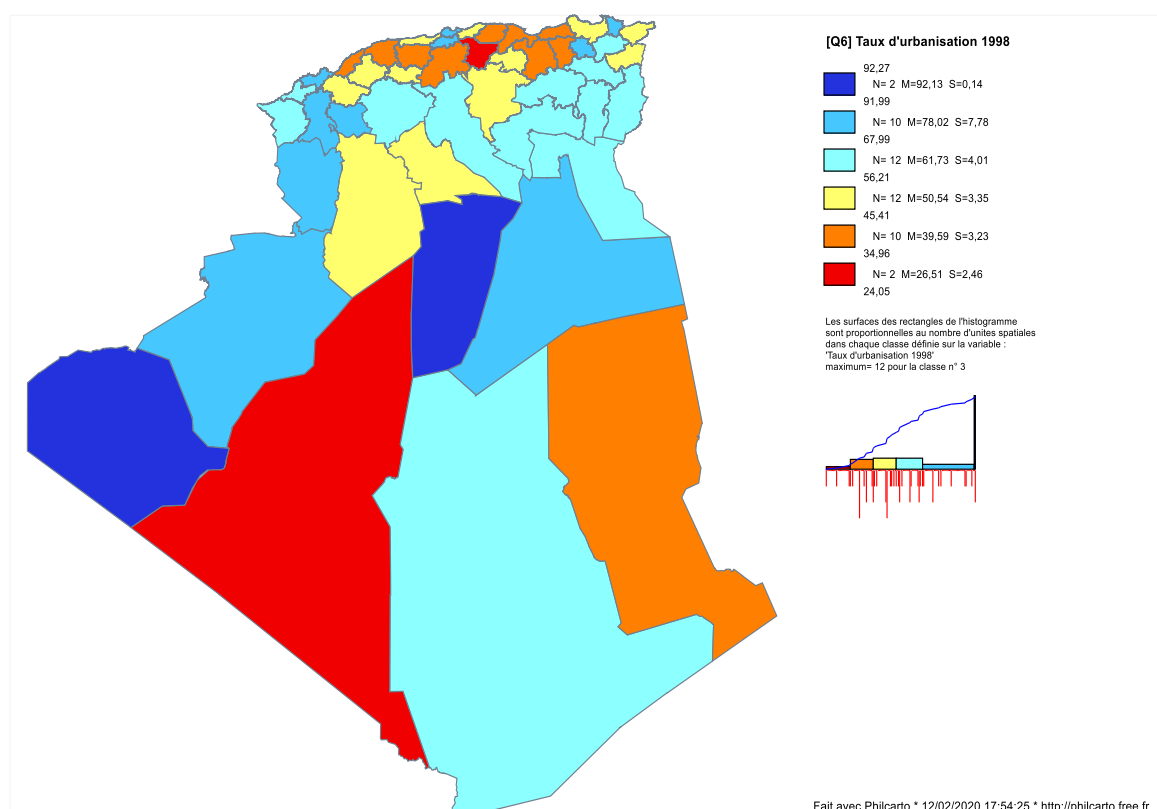 [Q6] Taux d'urbanisation 1998
92,27
N= 2 M=92,13 S=0,14
91,99
N= 10 M=78,02 S=7,78
67,99
N= 12 M=61,73 S=4,01
56,21
N= 12 M=50,54 S=3,35
45,41
N= 10 M=39,59 S=3,23
34,96
N= 2 M=26,51 S=2,46
24,05
Les surfaces des rectangles de l'histogramme
sont proportionnelles au nombre d'unites spatiales
dans chaque classe définie sur la variable :
'Taux d'urbanisation 1998'
maximum= 12 pour la classe n° 3
Fait avec Philcarto * 12/02/2020 17:54:25 * http://philcarto.free.fr